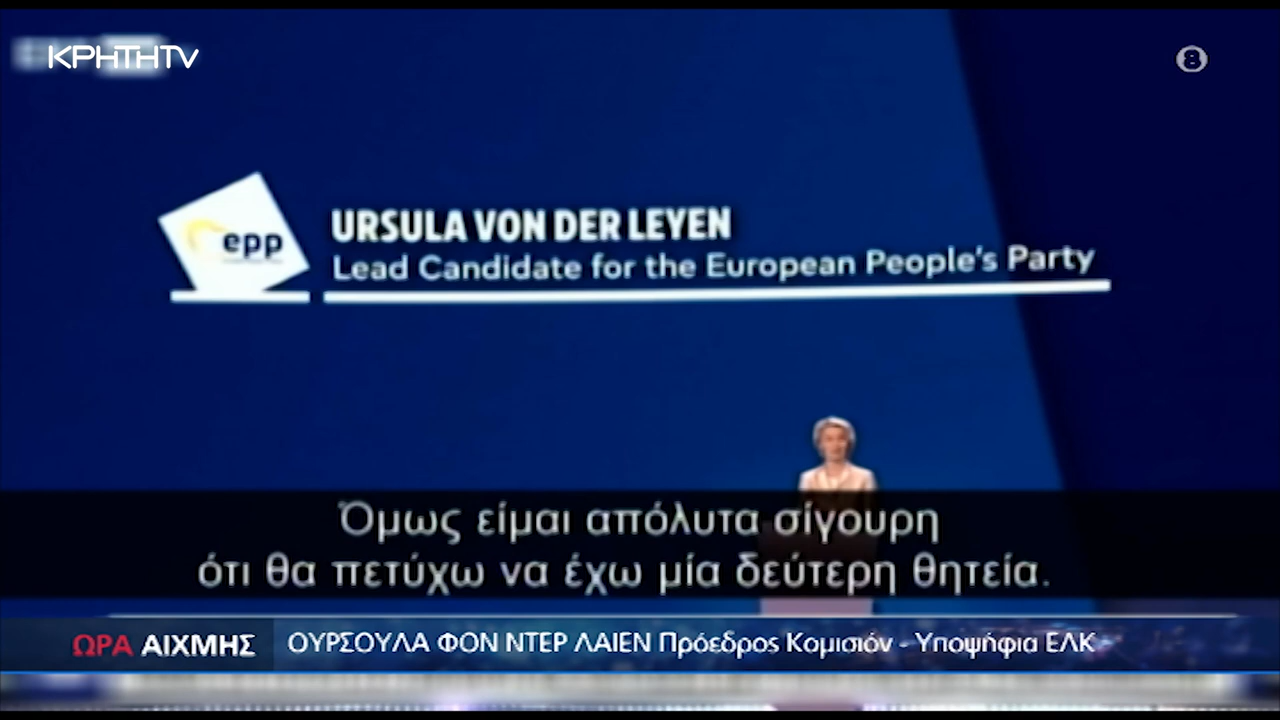 ΚΡΗΤΗTV
8
epp
URSULA VON DER LEYEN
Lead Candidate for the European People's Party
Όμως είμαι απόλυτα σίγουρη
ότι θα πετύχω να έχω μία δεύτερη θητεία.
ΩΡΑ ΑΙΧΜΗΣ ΟΥΡΣΟΥΛΑ ΦΟΝ ΝΤΕΡ ΛΑΙΕΝ Πρόεδρος Κομισιόν - Υποψήφια ΕΛΚ -